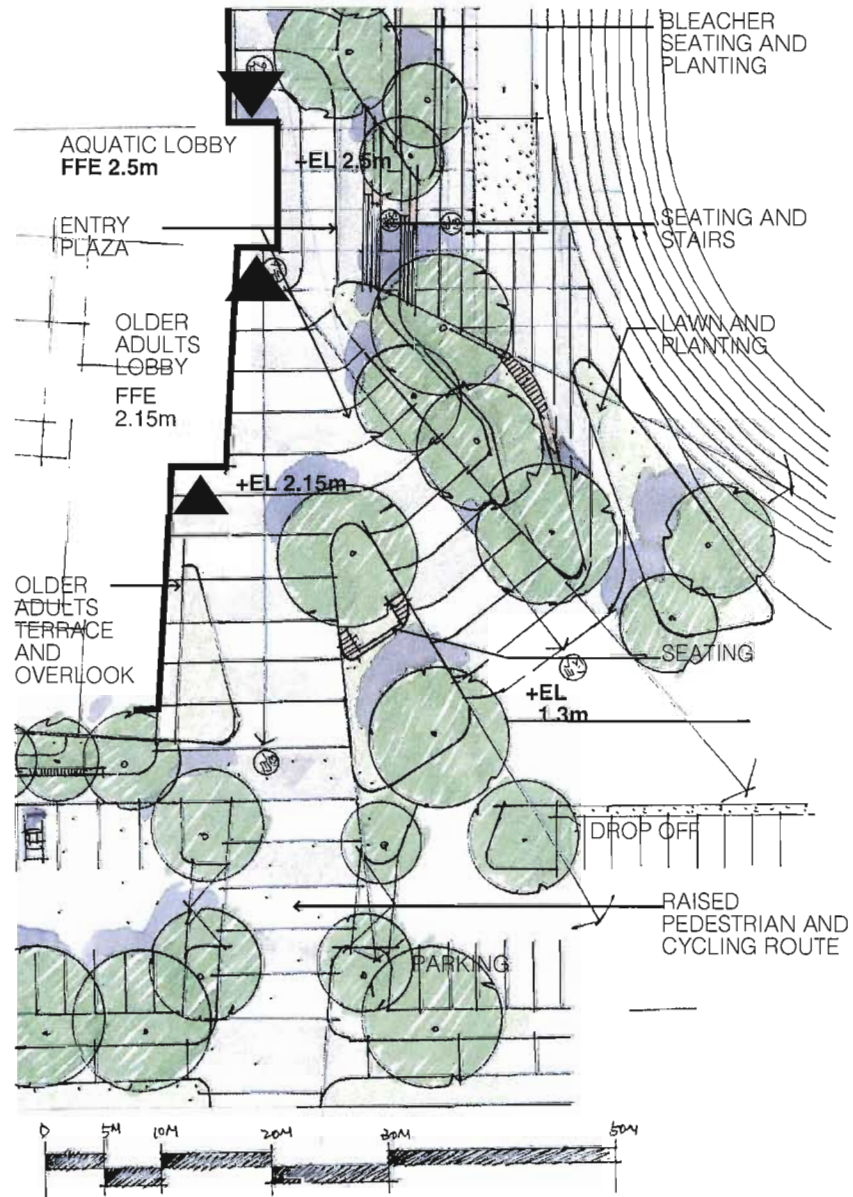 BLEACHER
SEATING AND
PLANTING
AQUATIC LOBBY
FFE 2.5m
+EL 2.5m
ENTRY
PLAZA
SEATING AND
STAIRS
OLDER
ADULTS
LOBBY
FFE
2.15m
LAWN AND
PLANTING
+EL 2.15m
OLDER
ADULTS
TERRACE
AND
OVERLOOK
SEATING
+EL
1.3m
DROP OFF
RAISED
PEDESTRIAN AND
CYCLING ROUTE
PARKING
0 5M 10M 20M 30M 50M